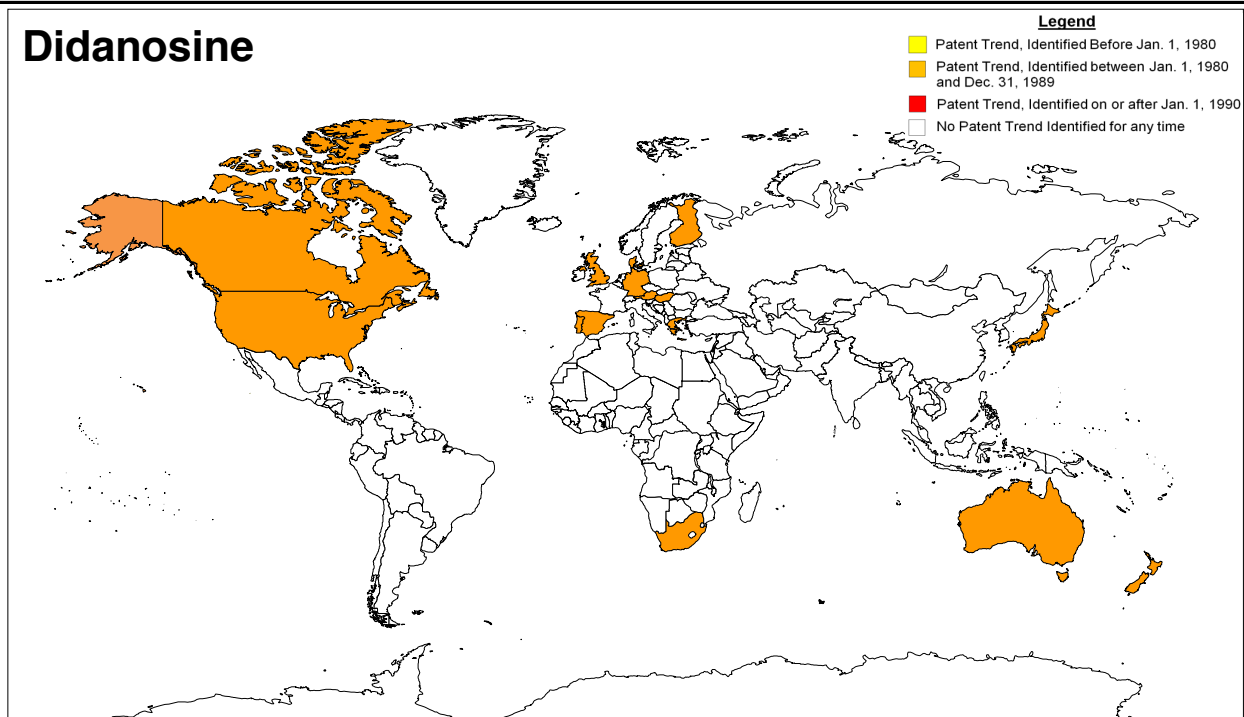 Didanosine
Legend
Patent Trend, Identified Before Jan. 1, 1980
Patent Trend, Identified between Jan. 1, 1980
and Dec. 31, 1989
Patent Trend, Identified on or after Jan. 1, 1990
No Patent Trend Identified for any time